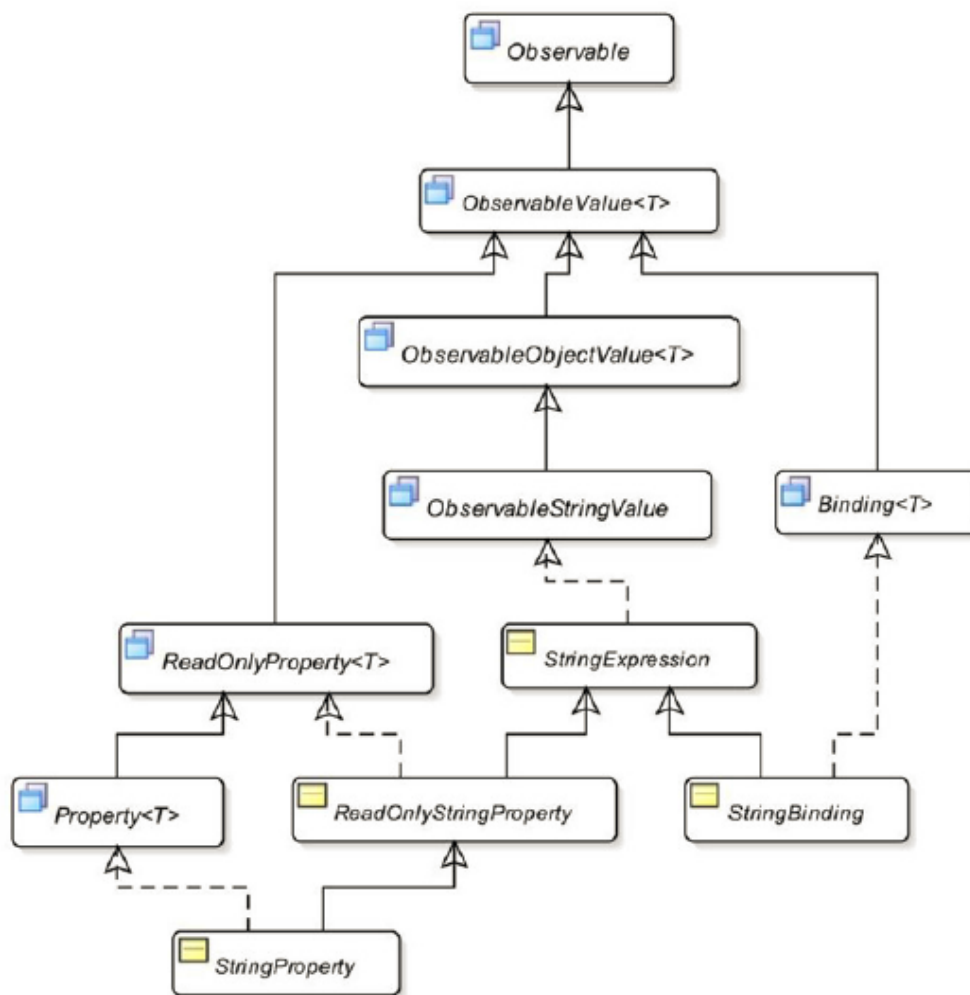 Observable
ObservableValue<T>
ObservableObjectValue<T>
ObservableStringValue
Binding<T>
ReadOnlyProperty<T>
StringExpression
Property<T>
ReadOnlyStringProperty
StringBinding
StringProperty